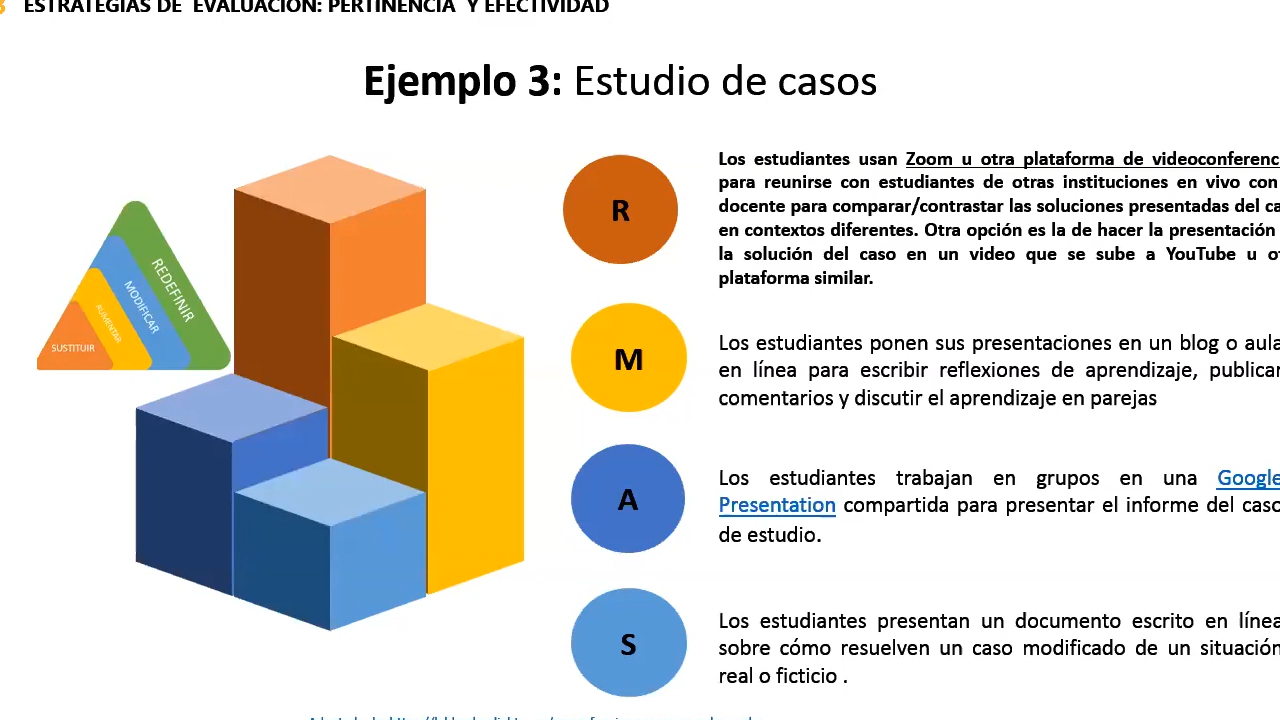 ESTRATEGIAS DE EVALUACIÓN: PERTINENCIA Y EFECTIVIDAD
Ejemplo 3: Estudio de casos
REDEFINIR
MODIFICAR
AUMENTAR
SUSTITUIR
R
Los estudiantes usan Zoom u otra plataforma de
para reunirse con estudiantes de otras instituciones en vivo con
docente para comparar/contrastar las soluciones presentadas del
en contextos diferentes. Otra opción es la de hacer la presentación
la solución del caso en un video que se sube a YouTube u
plataforma similar.
M
Los estudiantes ponen sus presentaciones en un blog o aula
en línea para escribir reflexiones de aprendizaje, publicar
comentarios y discutir el aprendizaje en parejas
A
Los estudiantes trabajan en grupos en una Google
Presentation compartida para presentar el informe del caso
de estudio.
S
Los estudiantes presentan un documento escrito en línea
sobre cómo resuelven un caso modificado de un situación
real o ficticio .